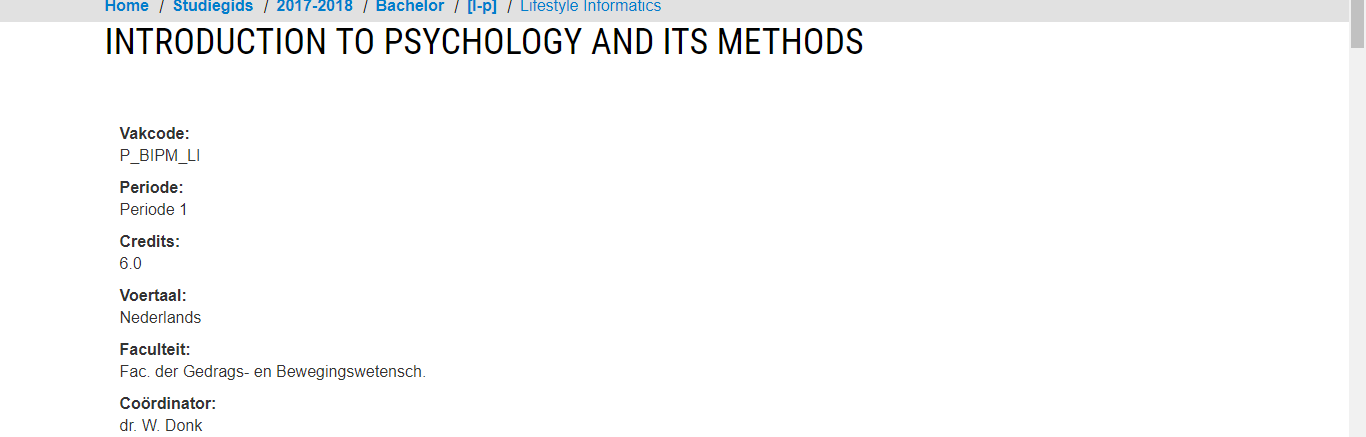 Home / Studiegids / 2017-2018 / Bachelor / [l-p] / Lifestyle Informatics
INTRODUCTION TO PSYCHOLOGY AND ITS METHODS
Vakcode:
P_BIPM_LI
Periode:
Periode 1
Credits:
6.0
Voertaal:
Nederlands
Faculteit:
Fac. der Gedrags- en Bewegingswetensch.
Coördinator:
dr. W. Donk